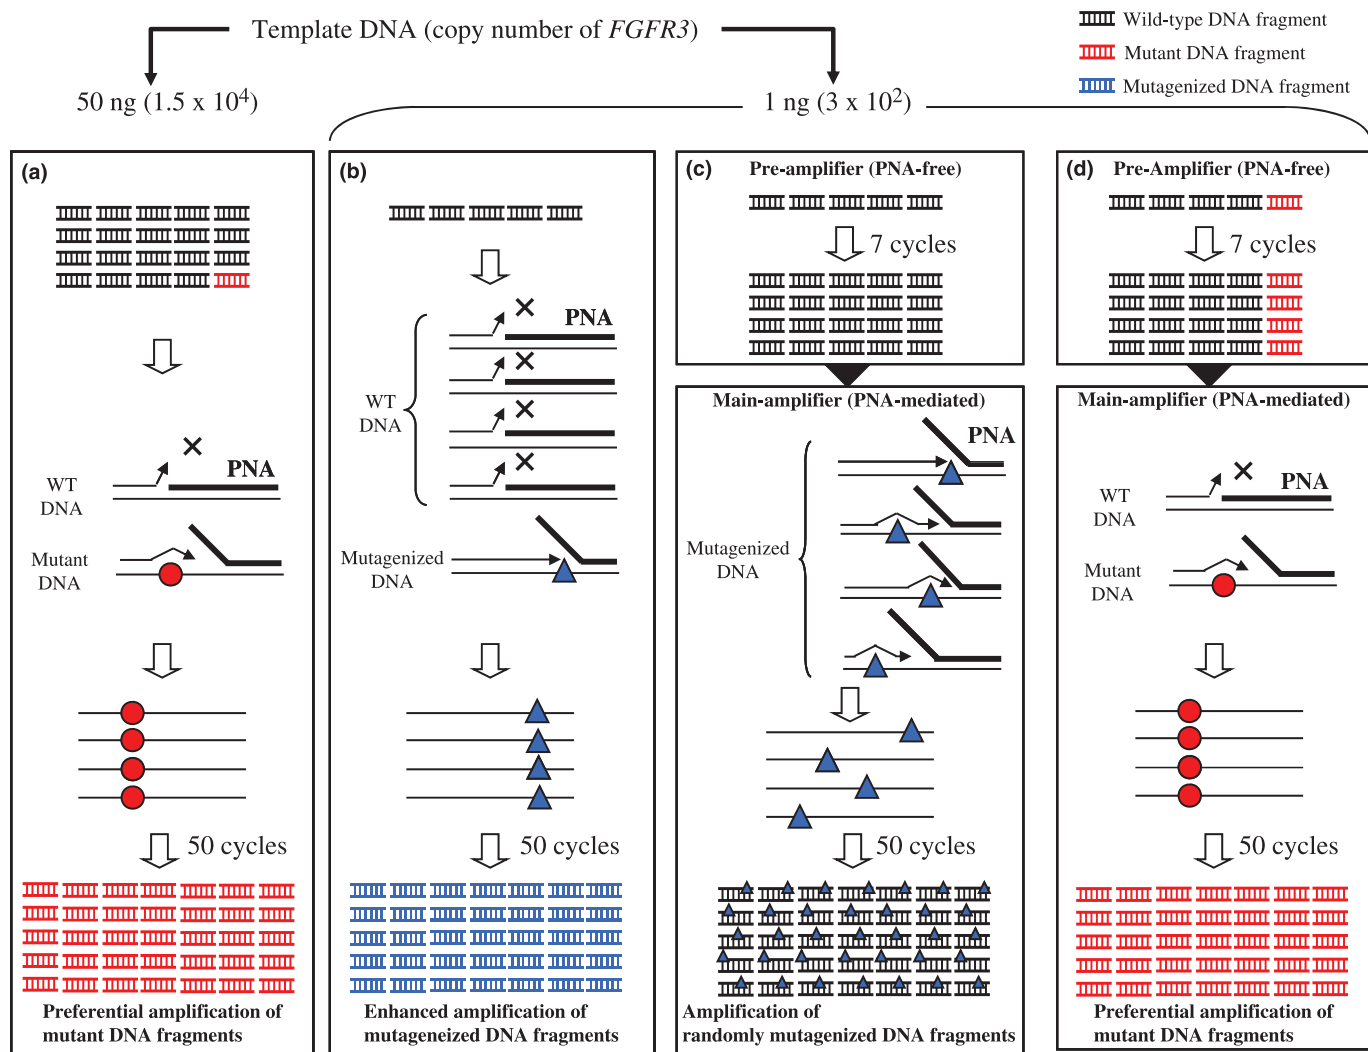 Template DNA (copy number of FGFR3)
Wild-type DNA fragment
Mutant DNA fragment
Mutagenized DNA fragment
50 ng (1.5 x 10⁴)
1 ng (3 x 10²)
(a)
WT
DNA
PNA
Mutant
DNA
50 cycles
Preferential amplification of
mutant DNA fragments
(b)
PNA
WT
DNA
Mutagenized
DNA
50 cycles
Enhanced amplification of
mutageneized DNA fragments
(c)
Pre-amplifier (PNA-free)
7 cycles
Main-amplifier (PNA-mediated)
PNA
Mutagenized
DNA
50 cycles
Amplification of
randomly mutagenized DNA fragments
(d)
Pre-Amplifier (PNA-free)
7 cycles
Main-amplifier (PNA-mediated)
PNA
WT
DNA
Mutant
DNA
50 cycles
Preferential amplification of
mutant DNA fragments